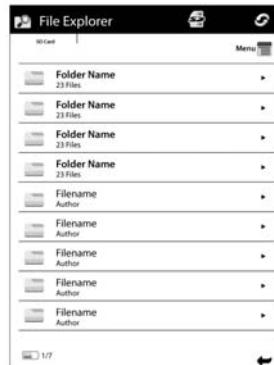 File Explorer
SD Card
Menu
Folder Name
23 Files
Folder Name
23 Files
Folder Name
23 Files
Folder Name
23 Files
Filename
Author
Filename
Author
Filename
Author
Filename
Author
Filename
Author
1/7